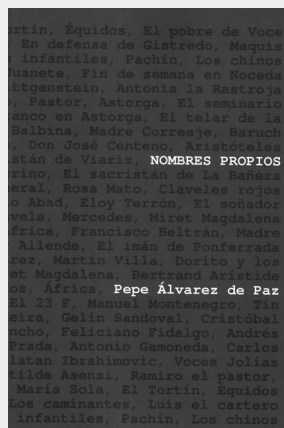 ortín, Équidos, El pobre de Voce
En defensa de Gistredo, Maquis
infantiles, Pachín, Los chinos
Juanete, Fin de semana en Noceda
ttgenstein, Antonia la Rastroja
, Pastor, Astorga, El seminario
anco en Astorga, El telar de la
Balbina, Madre Correaje, Baruch
, Don José Centeno, Aristóteles
stán de Viariz, NOMBRES PROPIOS
rino, El sacristán de La Bañeza
eral, Rosa Mato, Claveles rojos
o Abad, Eloy Terrón, El soñador
vela, Mercedes, Miret Magdalena
frica, Francisco Beltrán, Madre
Allende, El imán de Ponferrada
rez, Martín Villa, Dorito y los
et Magdalena, Bertrand Aristide
os, África, Pepe Álvarez de Paz
El 23 F, Manuel Montenegro, Tin
eira, Gelín Sandoval, Cristóbal
ncho, Feliciano Fidalgo, Andrés
Prada, Antonio Gamoneda, Carlos
latan Ibrahimovic, Voces Jolías
tilde Asensi, Ramiro el pastor,
María Sola, El Tortín, Équidos
Los caminantes, Luis el cartero
infantiles, Pachín, Los chinos